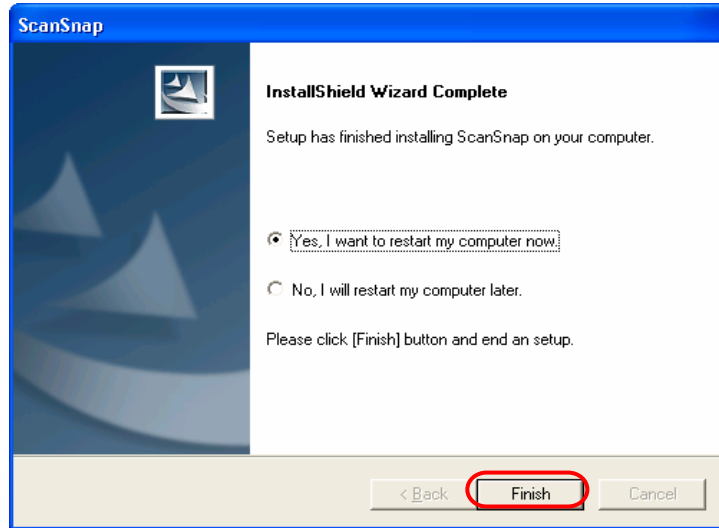 ScanSnap
InstallShield Wizard Complete
Setup has finished installing ScanSnap on your computer.
Yes, I want to restart my computer now.
No, I will restart my computer later.
Please click [Finish] button and end an setup.
< Back Finish Cancel